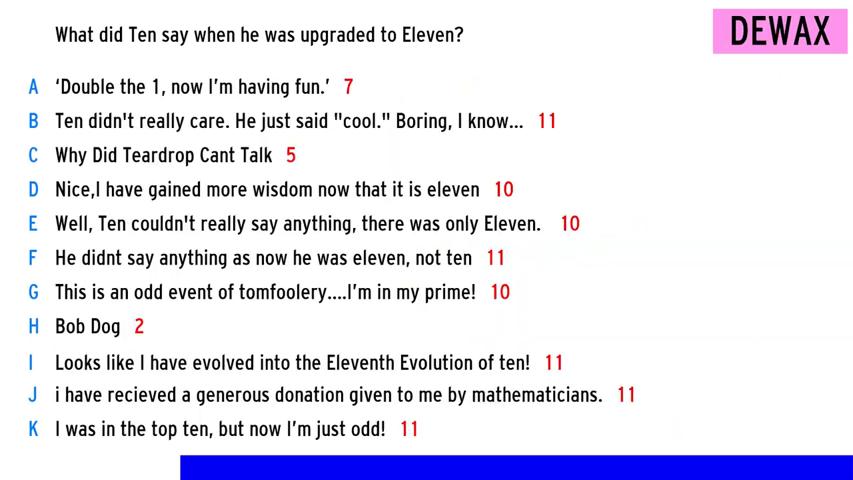 What did Ten say when he was upgraded to Eleven?
DEWAX
A ‘Double the 1, now I’m having fun.’ 7
B Ten didn't really care. He just said "cool." Boring, I know... 11
C Why Did Teardrop Cant Talk 5
D Nice,I have gained more wisdom now that it is eleven 10
E Well, Ten couldn't really say anything, there was only Eleven. 10
F He didnt say anything as now he was eleven, not ten 11
G This is an odd event of tomfoolery....I’m in my prime! 10
H Bob Dog 2
I Looks like I have evolved into the Eleventh Evolution of ten! 11
J i have recieved a generous donation given to me by mathematicians. 11
K I was in the top ten, but now I’m just odd! 11